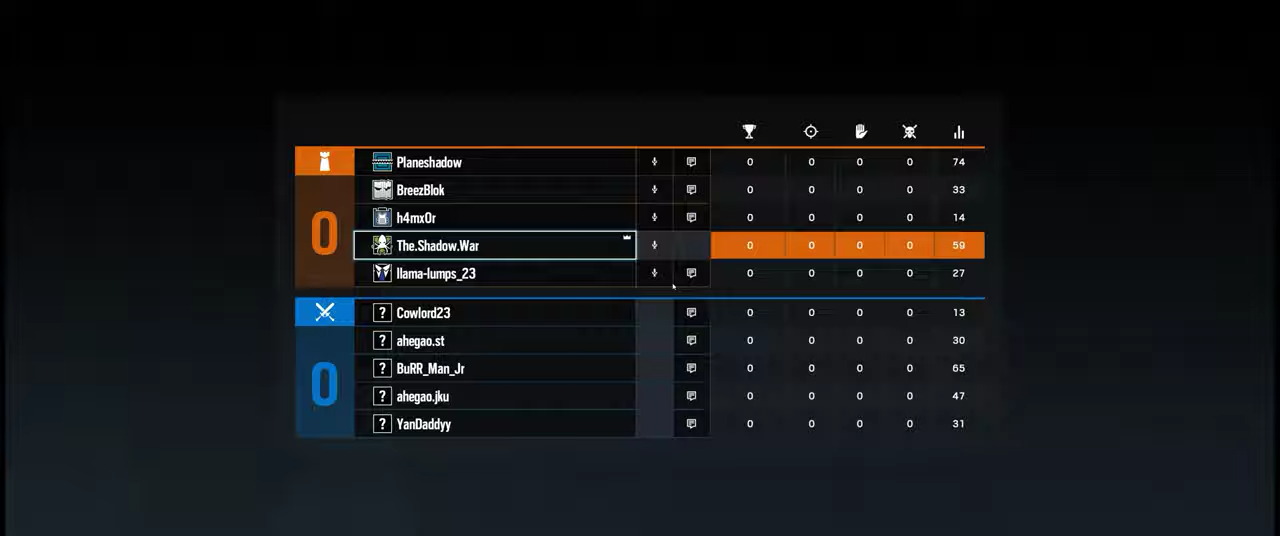 Planeshadow 0 0 0 0 74
BreezBlok 0 0 0 0 33
h4mx0r 0 0 0 0 14
0
The.Shadow.War 0 0 0 0 59
llama-lumps_23 0 0 0 0 27
? Cowlord23 0 0 0 0 13
? ahegao.st 0 0 0 0 30
? BuRR_Man_Jr 0 0 0 0 65
0
? ahegao.jku 0 0 0 0 47
? YanDaddyy 0 0 0 0 31